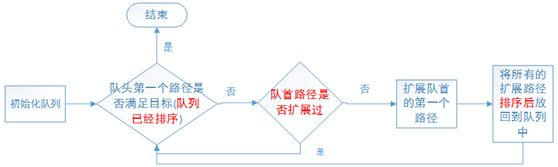 结束
是
初始化队列
队头第一个路径是
否满足目标(队列
已经排序)
否
队首路径是
否扩展过
否
扩展队首
的第一个
路径
将所有的
扩展路径
排序后放
回到队列
中
是